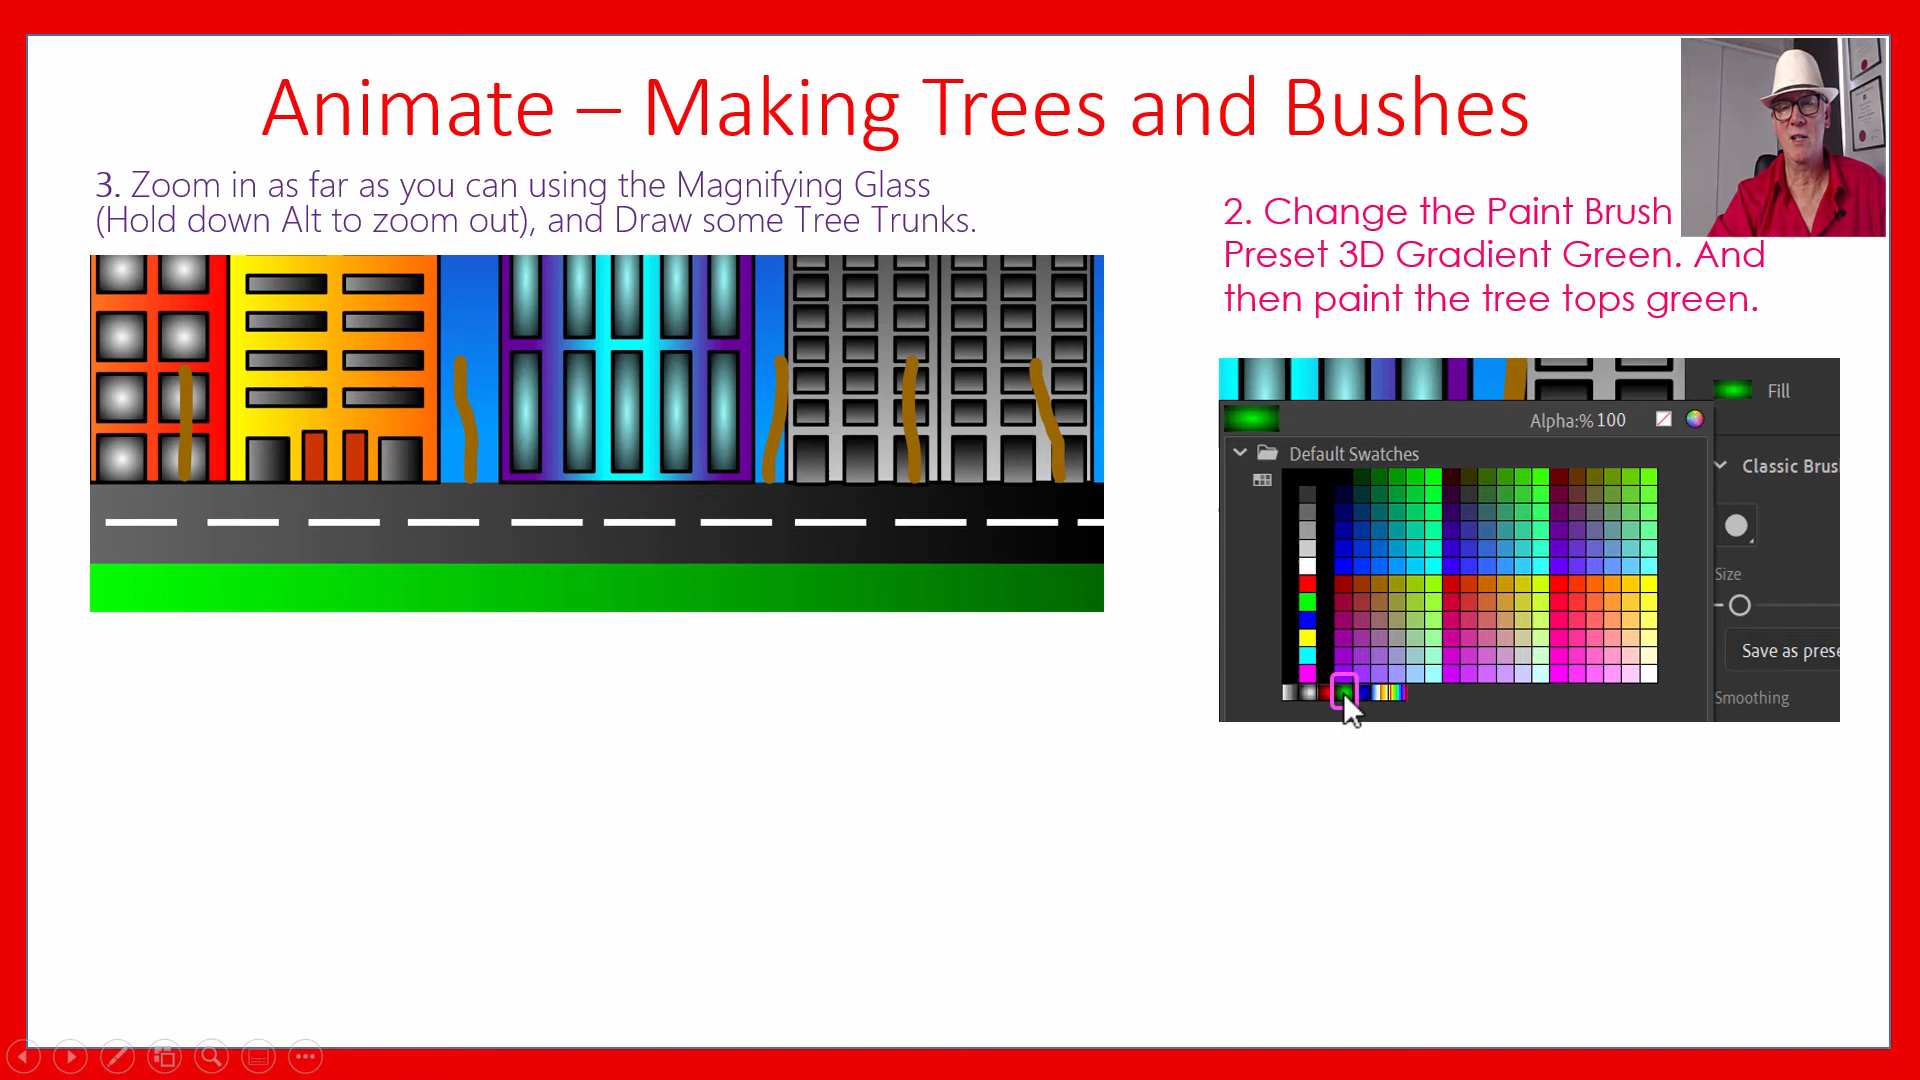 Animate – Making Trees and Bushes
3. Zoom in as far as you can using the Magnifying Glass
(Hold down Alt to zoom out), and Draw some Tree Trunks.
2. Change the Paint Brush
Preset 3D Gradient Green. And
then paint the tree tops green.
Fill
Alpha:% 100
Default Swatches
Classic Brus
Size
Save as prese
Smoothing